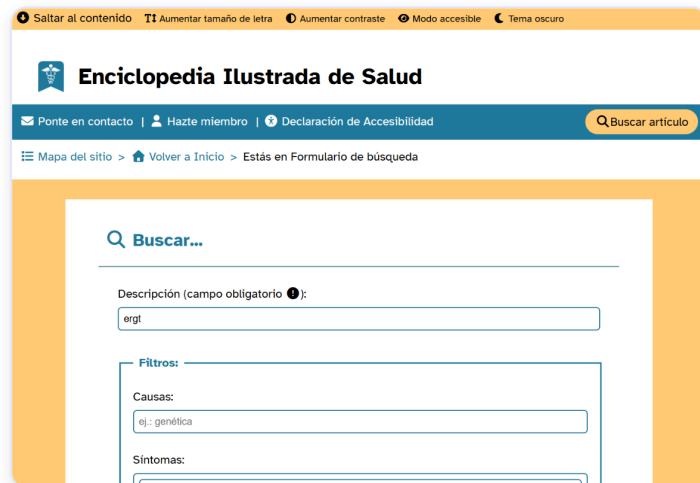 Saltar al contenido Aumentar tamaño de letra Aumentar contraste Modo accesible Tema oscuro
Enciclopedia Ilustrada de Salud
Ponte en contacto | Hazte miembro | Declaración de Accesibilidad Buscar artículo
Mapa del sitio > Volver a Inicio > Estás en Formulario de búsqueda
Buscar...
Descripción (campo obligatorio ):
ergt
Filtros:
Causas:
ej.: genética
Síntomas: